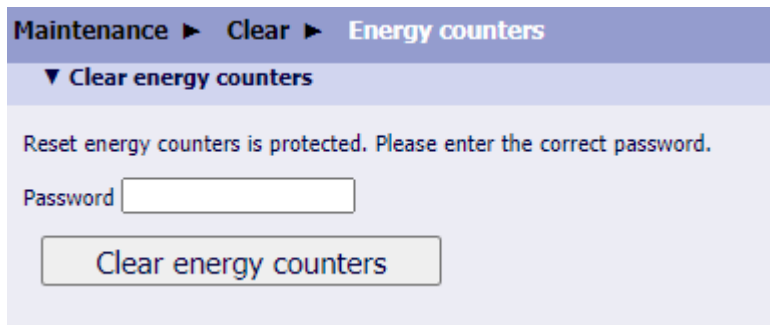 Maintenance ► Clear ► Energy counters
▼ Clear energy counters
Reset energy counters is protected. Please enter the correct password.
Password
Clear energy counters